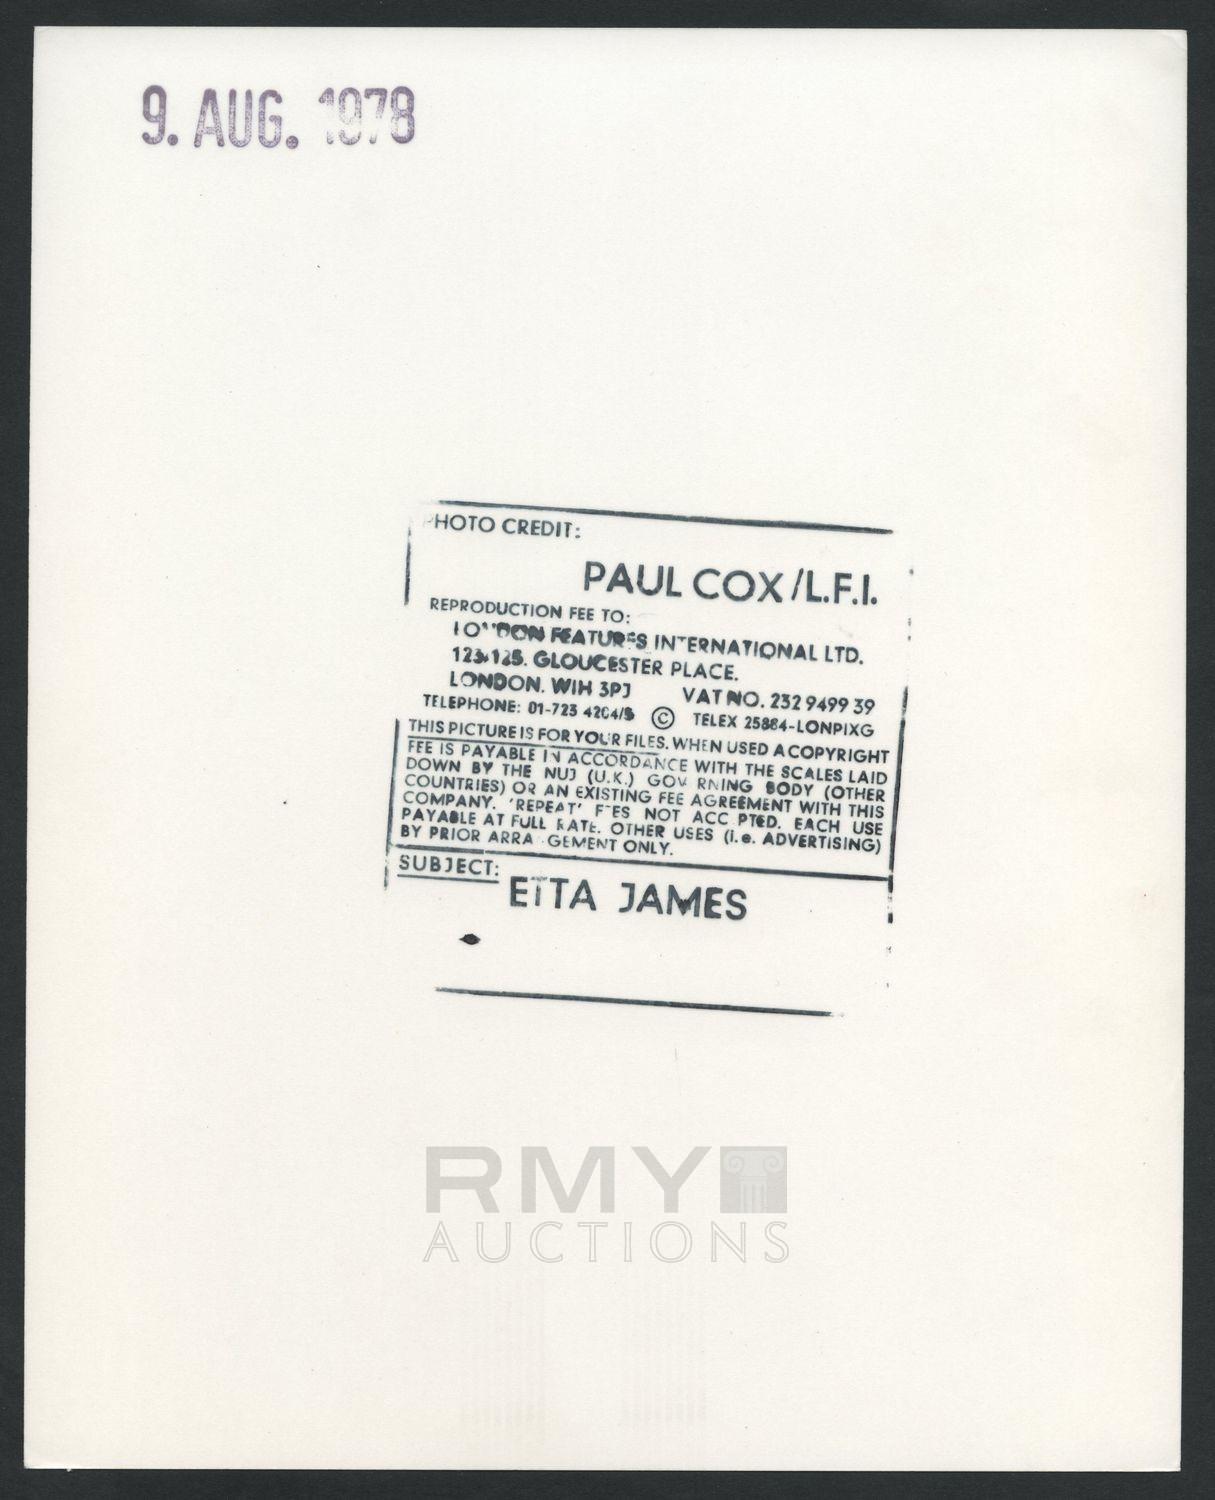 9. AUG. 1978
PHOTO CREDIT:
PAUL COX/L.F.I.
REPRODUCTION FEE TO:
LONDON FEATURES INTERNATIONAL LTD.
123-125. GLOUCESTER PLACE.
LONDON. W1H 3PJ VAT NO. 232 9499 39
TELEPHONE: 01-723 4204/5 © TELEX 25884-LONPIXG
THIS PICTURE IS FOR YOUR FILES. WHEN USED A COPYRIGHT
FEE IS PAYABLE IN ACCORDANCE WITH THE SCALES LAID
DOWN BY THE NUJ (U.K.) GOVERNING BODY (OTHER
COUNTRIES) OR AN EXISTING FEE AGREEMENT WITH THIS
COMPANY. 'REPEAT' FEES NOT ACCEPTED. EACH USE
PAYABLE AT FULL RATE. OTHER USES (i.e. ADVERTISING)
BY PRIOR ARRANGEMENT ONLY.
SUBJECT:
ETTA JAMES
RMY
AUCTIONS